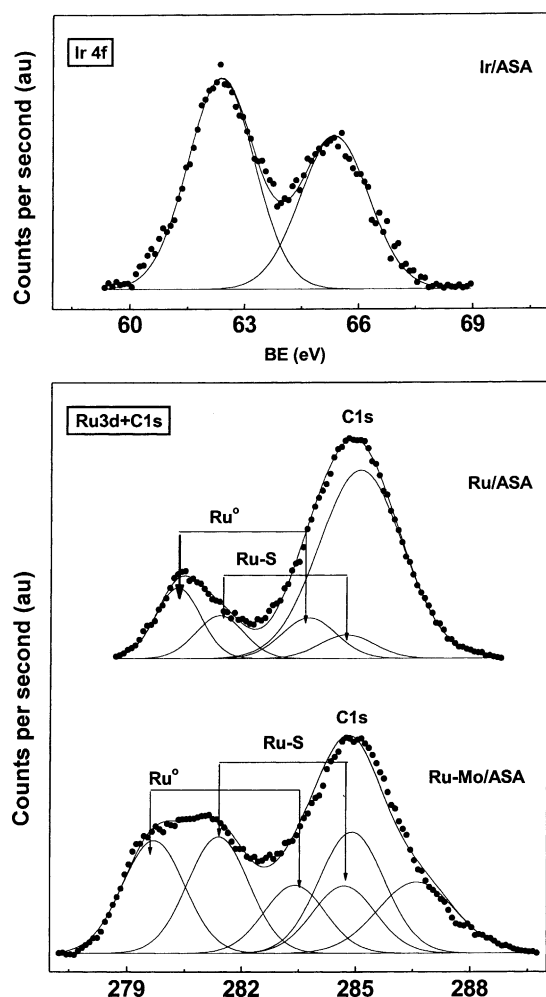 Ir 4f
Ir/ASA
Counts per second (au)
60 63 66 69
BE (eV)
Ru3d+C1s
C1s
Ru/ASA
Ru°
Ru-S
Counts per second (au)
C1s
Ru-S
Ru-Mo/ASA
Ru°
279 282 285 288